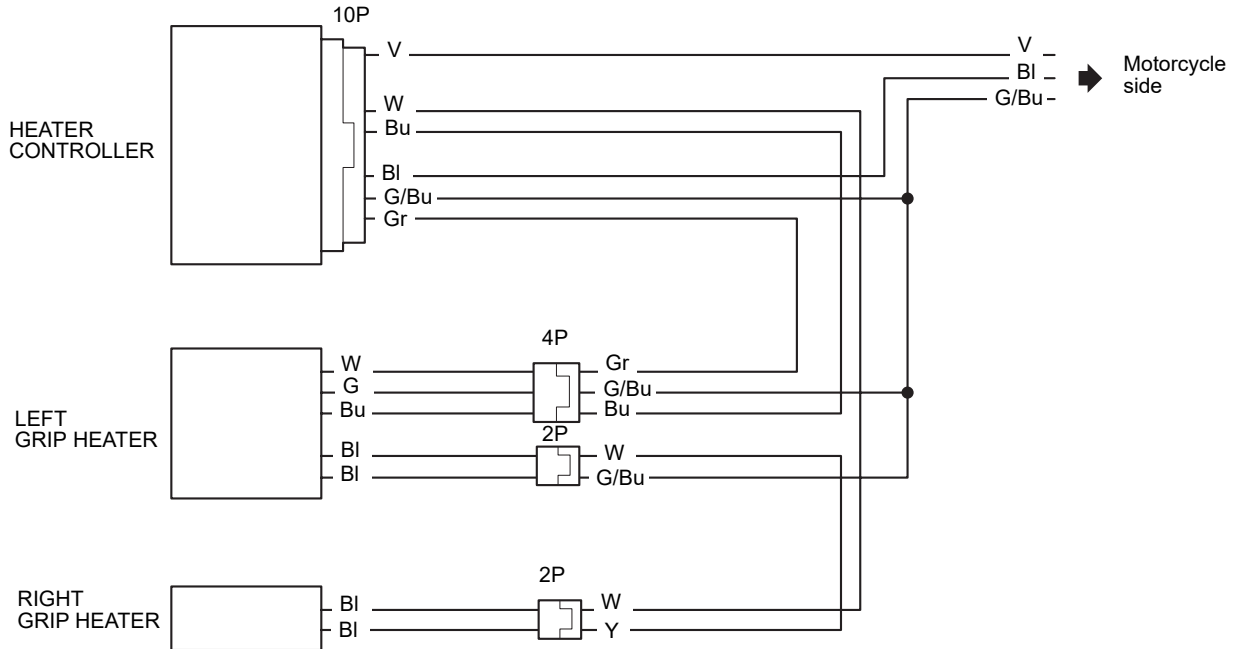 10P
V
V
Bl
G/Bu
Motorcycle
side
W
Bu
HEATER
CONTROLLER
Bl
G/Bu
Gr
4P
W
Gr
G
G/Bu
Bu
Bu
LEFT
GRIP HEATER
2P
Bl
W
Bl
G/Bu
2P
RIGHT
GRIP HEATER
Bl
W
Bl
Y